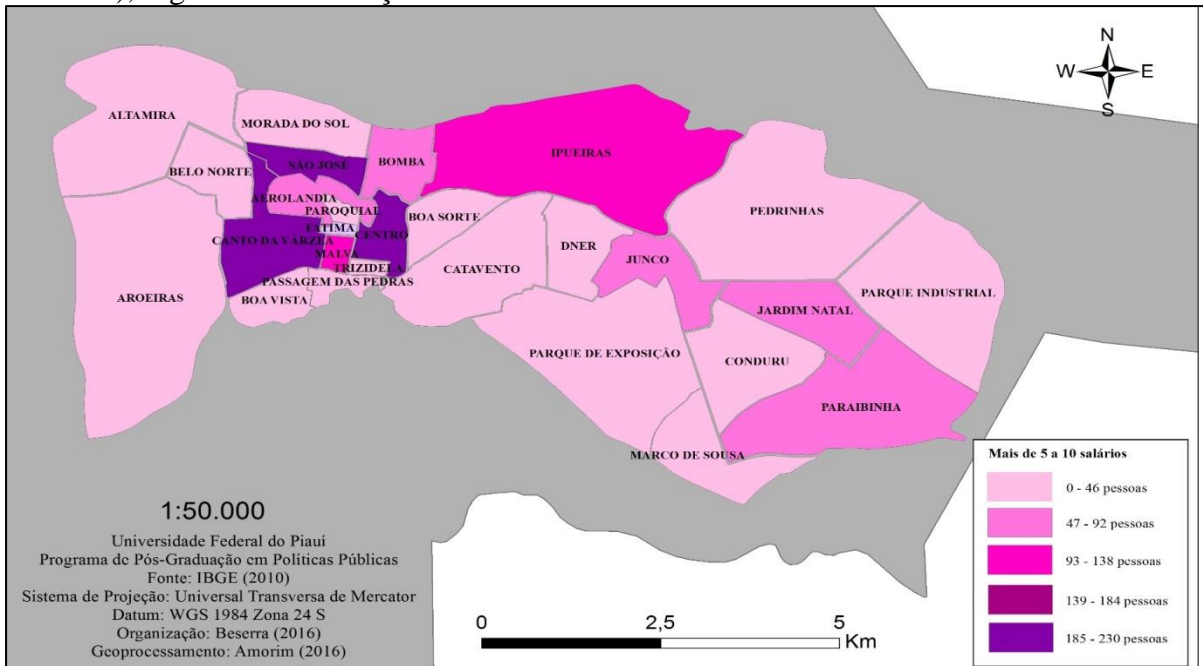 N
W E
S
ALTAMIRA
MORADA DO SOL
IPUEIRAS
BOMBA
SÃO JOSÉ
BELO NORTE
AEROLANDIA
PAROQUIAL
PEDRINHAS
BOA SORTE
FÁTIMA
CENTRO
CANTO DA VÁRZEA
DNER
MALVA
JUNCO
TRIZIDELA
CATAVENTO
PASSAGEM DAS PEDRAS
AROEIRAS
BOA VISTA
PARQUE INDUSTRIAL
JARDIM NATAL
PARQUE DE EXPOSIÇÃO
CONDURU
PARAIBINHA
MARCO DE SOUSA
Mais de 5 a 10 salários
0 - 46 pessoas
47 - 92 pessoas
93 - 138 pessoas
139 - 184 pessoas
185 - 230 pessoas
1:50.000
Universidade Federal do Piauí
Programa de Pós-Graduação em Políticas Públicas
Fonte: IBGE (2010)
Sistema de Projeção: Universal Transversa de Mercator
Datum: WGS 1984 Zona 24 S
Organização: Beserra (2016)
Geoprocessamento: Amorim (2016)
0 2,5 5
Km